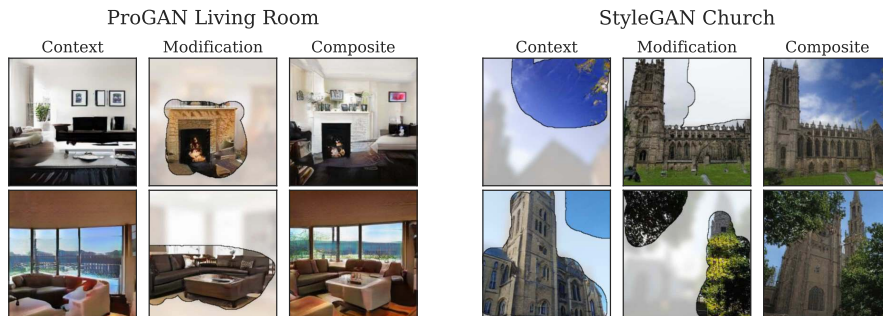 ProGAN Living Room
StyleGAN Church
Context Modification Composite
Context Modification Composite